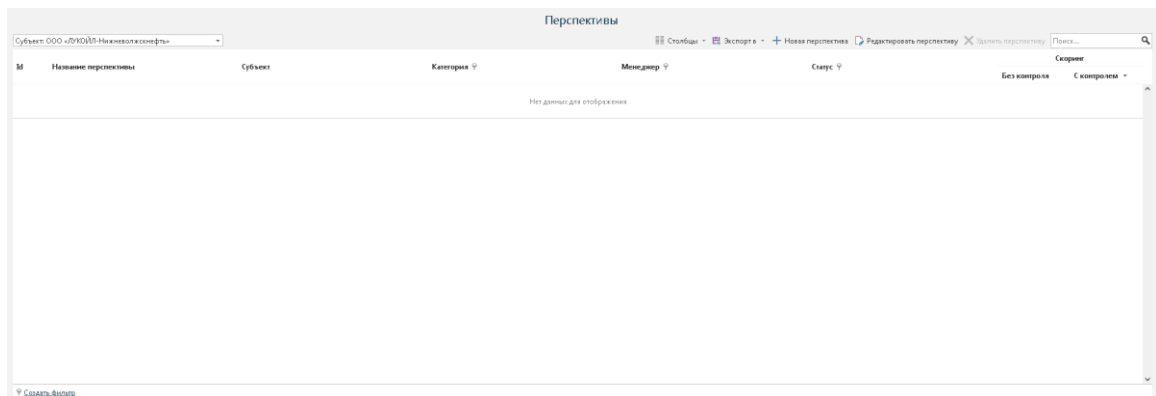 Перспективы
Субъект: ООО «ЛУКОЙЛ-Нижневолжскнефть»
Столбцы Экспорт в Новая перспектива Редактировать перспективу Удалить перспективу Поиск...
Id Название перспективы Субъект Категория Менеджер Статус Скоринг
Без контроля С контролем
Нет данных для отображения
Создать фильтр